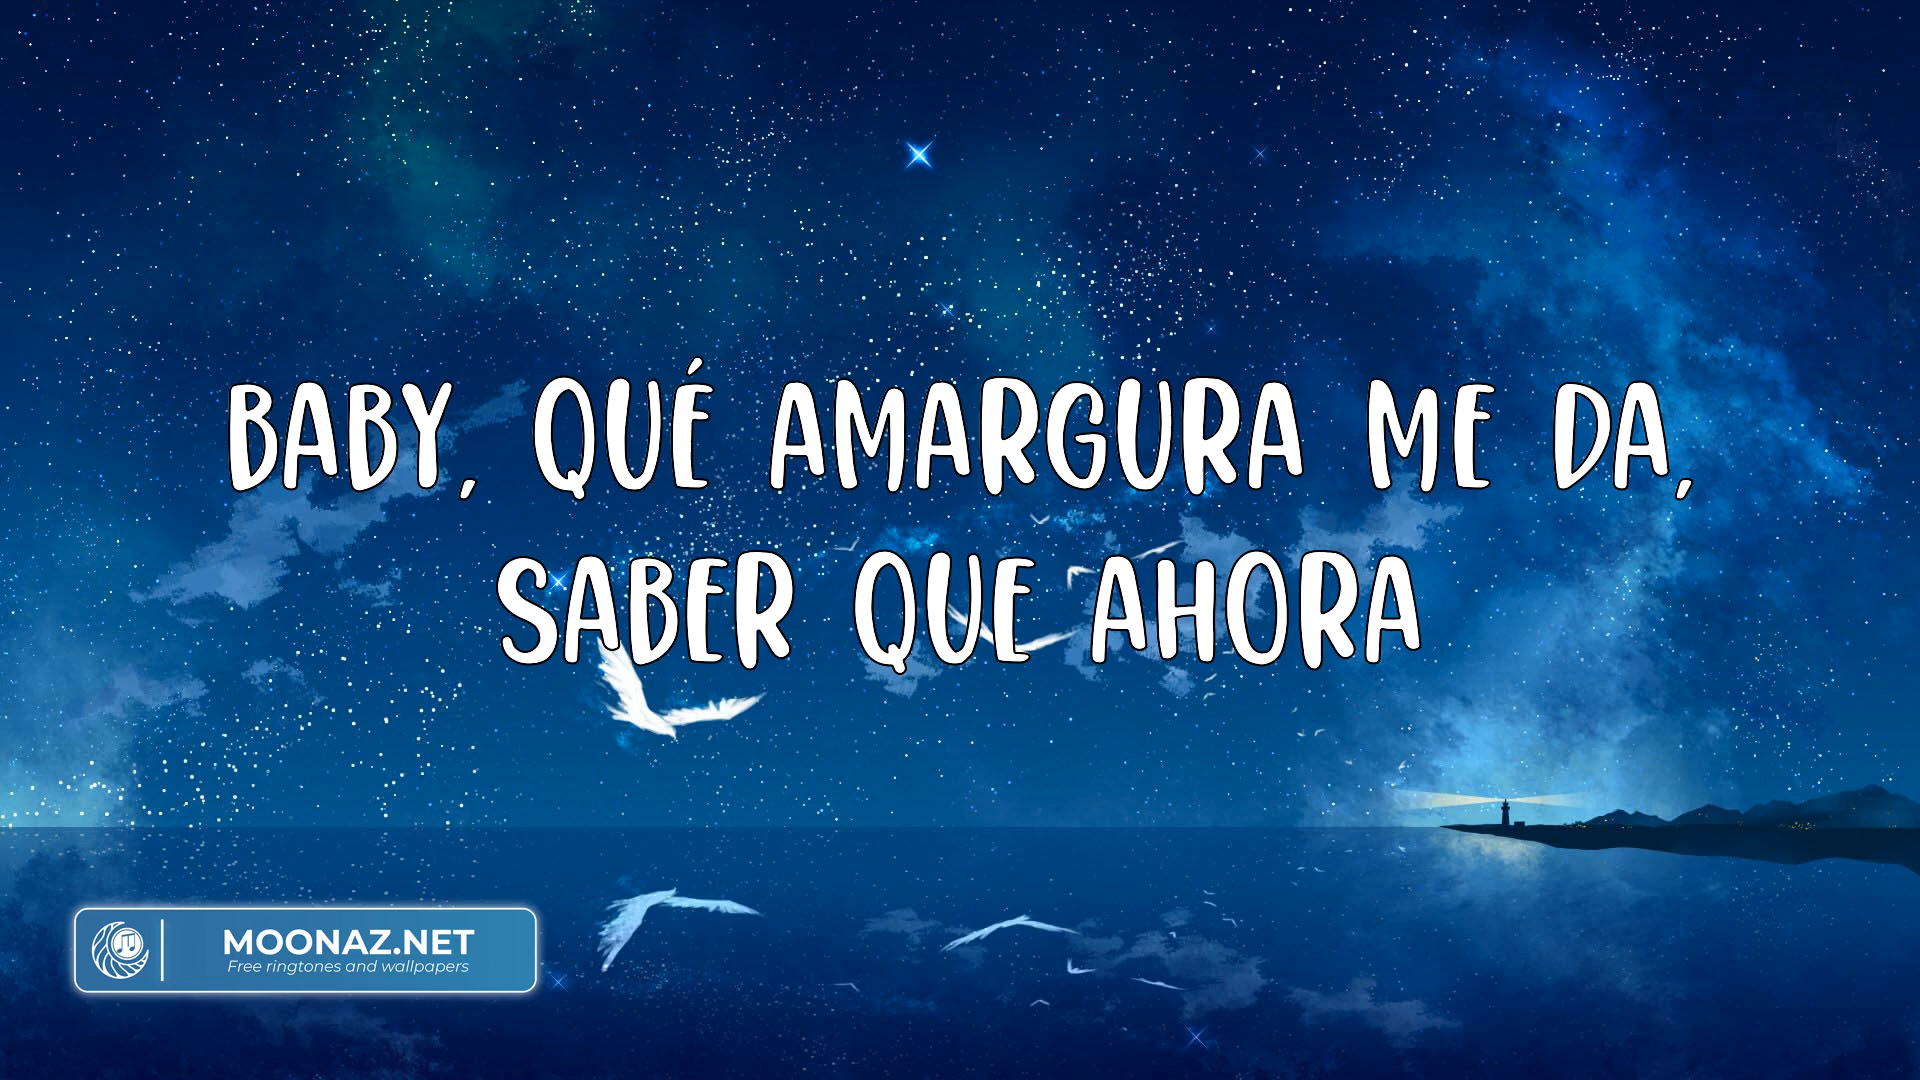 BABY, QUÉ AMARGURA ME DA,
SABER QUE AHORA
MOONAZ.NET
Free ringtones and wallpapers